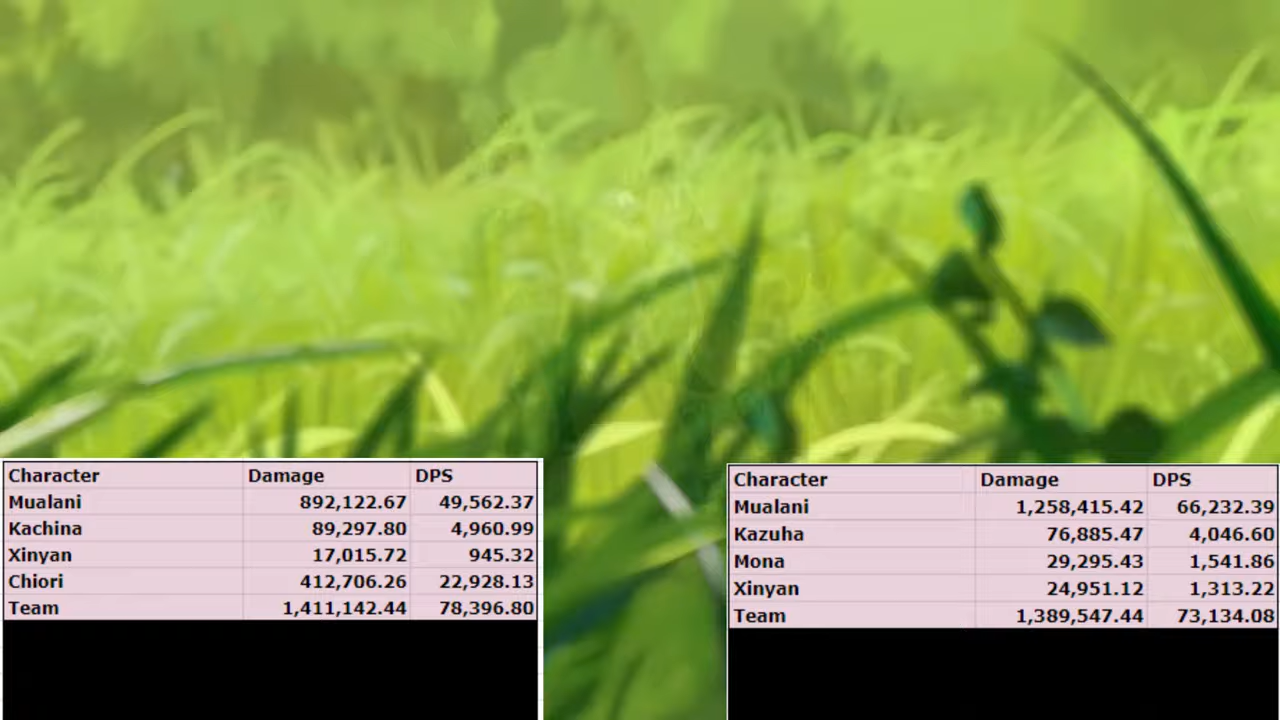 Character Damage DPS
Mualani 892,122.67 49,562.37
Kachina 89,297.80 4,960.99
Xinyan 17,015.72 945.32
Chiori 412,706.26 22,928.13
Team 1,411,142.44 78,396.80
Character Damage DPS
Mualani 1,258,415.42 66,232.39
Kazuha 76,885.47 4,046.60
Mona 29,295.43 1,541.86
Xinyan 24,951.12 1,313.22
Team 1,389,547.44 73,134.08